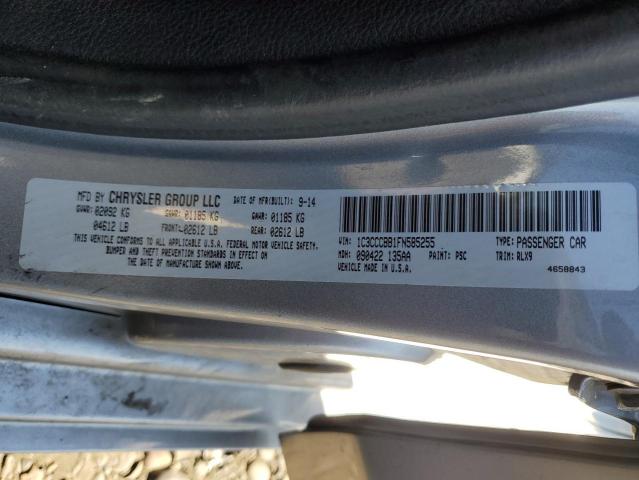 MFD BY CHRYSLER GROUP LLC DATE OF MFR(BUILT): 9-14
GVWR:02092 KG GAWR: 01185 KG GAWR: 01185 KG
04612 LB FRONT:02612 LB REAR: 02612 LB
THIS VEHICLE CONFORMS TO ALL APPLICABLE U.S.A. FEDERAL MOTOR VEHICLE SAFETY,
BUMPER AND THEFT PREVENTION STANDARDS IN EFFECT ON
THE DATE OF MANUFACTURE SHOWN ABOVE.
VIN: 1C3CCCBB1FN585255 TYPE: PASSENGER CAR
MDH: 090422 135AA PAINT: PSC TRIM: RLX9
VEHICLE MADE IN U.S.A. 4658843